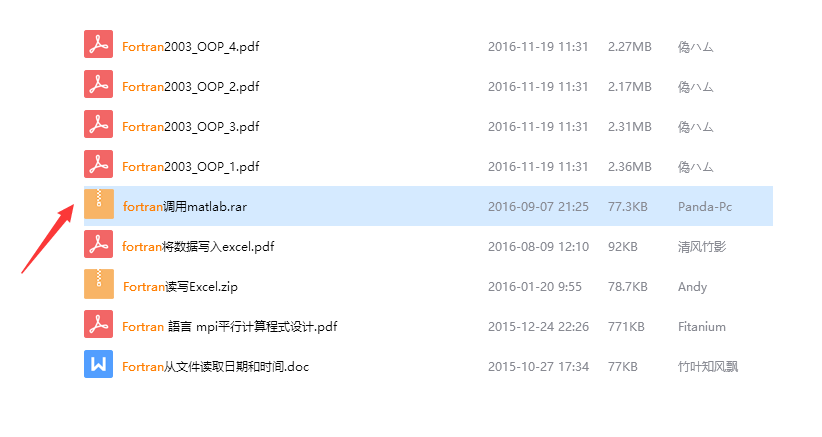 Fortran2003_OOP_4.pdf 2016-11-19 11:31 2.27MB 偽ハム
Fortran2003_OOP_2.pdf 2016-11-19 11:31 2.17MB 偽ハム
Fortran2003_OOP_3.pdf 2016-11-19 11:31 2.31MB 偽ハム
Fortran2003_OOP_1.pdf 2016-11-19 11:31 2.36MB 偽ハム
fortran调用matlab.rar 2016-09-07 21:25 77.3KB Panda-Pc
fortran将数据写入excel.pdf 2016-08-09 12:10 92KB 清风竹影
Fortran读写Excel.zip 2016-01-20 9:55 78.7KB Andy
Fortran 語言 mpi平行计算程式设计.pdf 2015-12-24 22:26 771KB Fitanium
Fortran从文件读取日期和时间.doc 2015-10-27 17:34 77KB 竹叶知风飘